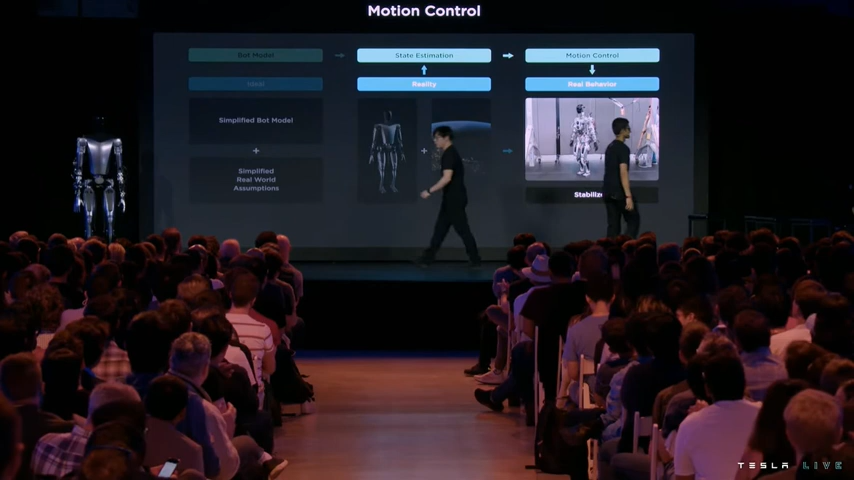 Motion Control
Bot Model
State Estimation
Motion Control
Ideal
Reality
Real Behavior
Simplified Bot Model
+
+
Simplified
Real World
Assumptions
TESLA LIVE